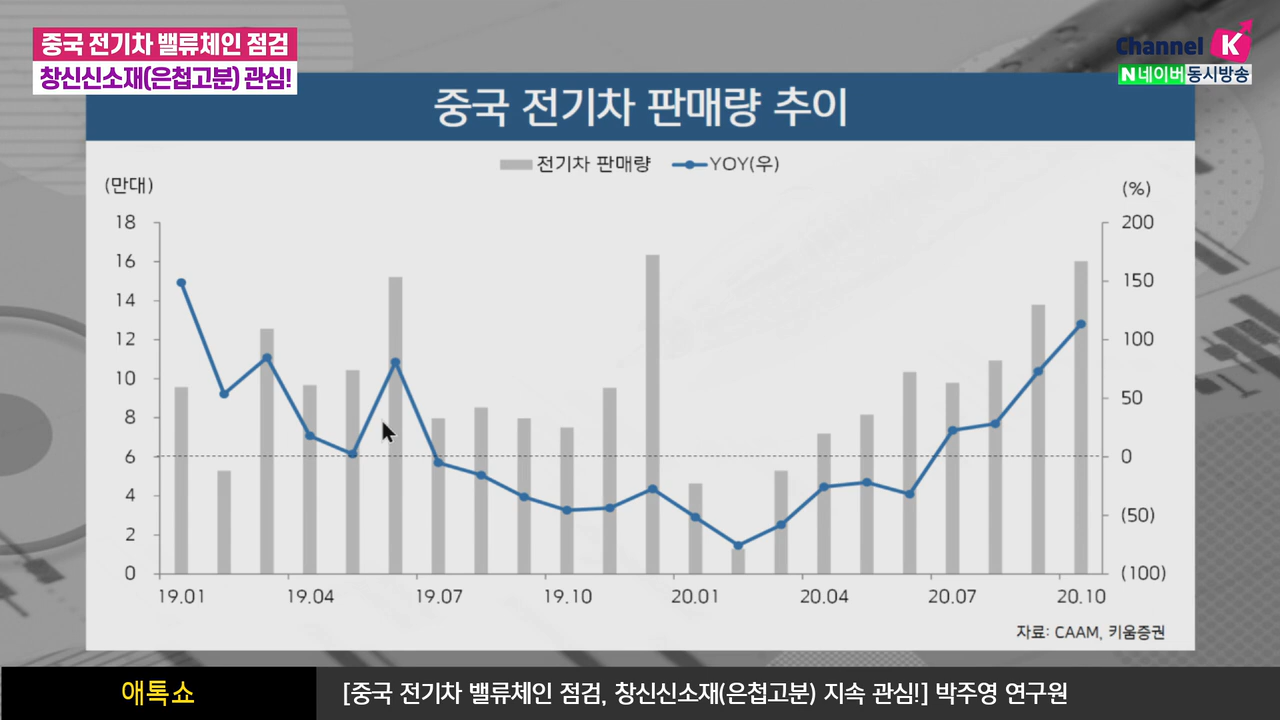 중국 전기차 밸류체인 점검
창신신소재(은첩고분) 관심!
Channel K
N 네이버 동시방송
중국 전기차 판매량 추이
전기차 판매량 YOY(우)
(만대) (%)
18 200
16
14 150
12 100
10
8 50
6 0
4
2 (50)
0 (100)
19.01 19.04 19.07 19.10 20.01 20.04 20.07 20.10
자료: CAAM, 키움증권
애톡쇼
[중국 전기차 밸류체인 점검, 창신신소재(은첩고분) 지속 관심!] 박주영 연구원